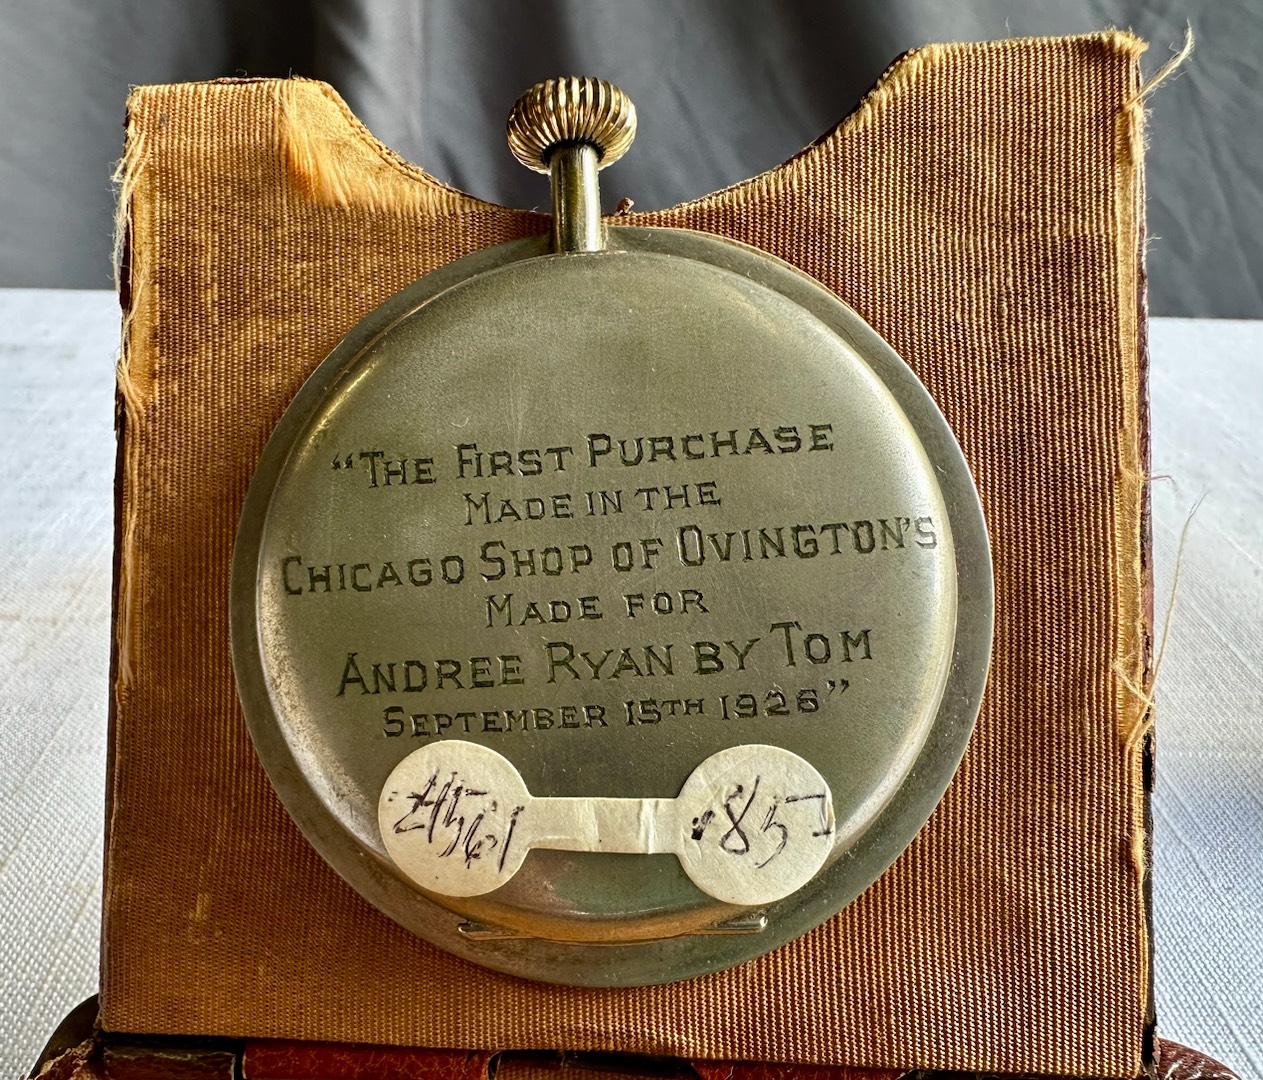 “The First Purchase
Made in the
Chicago Shop of Ovington's
Made for
Andree Ryan by Tom
September 15th 1926”